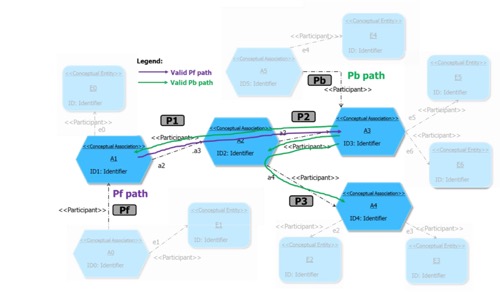 <<Conceptual Entity>>
E4
ID: Identifier
<<Participant>>
e4
<<Conceptual Association>>
A5
ID5: Identifier
Legend:
Valid Pf path
Valid Pb path
Pb
Pb path
<<Participant>>
<<Conceptual Entity>>
E5
ID: Identifier
<<Participant>>
e5
<<Conceptual Entity>>
E0
ID: Identifier
<<Participant>>
e0
P1
P2
<<Participant>>
a3
a2
<<Conceptual Association>>
A1
ID1: Identifier
<<Conceptual Association>>
A2
ID2: Identifier
a3
<<Participant>>
<<Conceptual Association>>
A3
ID3: Identifier
e6
<<Participant>>
<<Conceptual Entity>>
E6
ID: Identifier
a4
Pf path
<<Participant>>
Pf
P3
<<Participant>>
<<Conceptual Association>>
A4
ID4: Identifier
<<Conceptual Association>>
A0
ID0: Identifier
e1
<<Participant>>
<<Conceptual Entity>>
E1
ID: Identifier
<<Participant>>
e2
<<Conceptual Entity>>
E2
ID: Identifier
e3
<<Participant>>
<<Conceptual Entity>>
E3
ID: Identifier